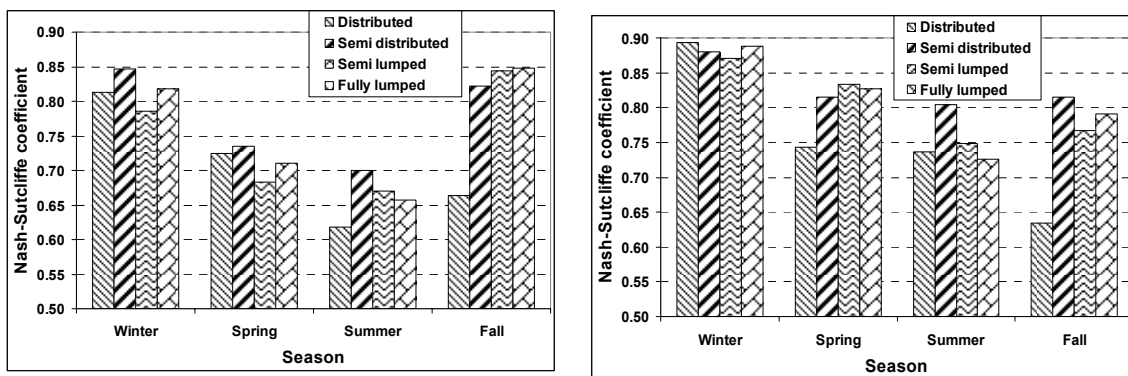 0.90
0.85
0.80
0.75
0.70
0.65
0.60
0.55
0.50
Nash-Sutcliffe coefficient
Distributed
Semi distributed
Semi lumped
Fully lumped
Winter Spring Summer Fall
Season
0.90
0.85
0.80
0.75
0.70
0.65
0.60
0.55
0.50
Nash-Sutcliffe coefficient
Distributed
Semi distributed
Semi lumped
Fully lumped
Winter Spring Summer Fall
Season